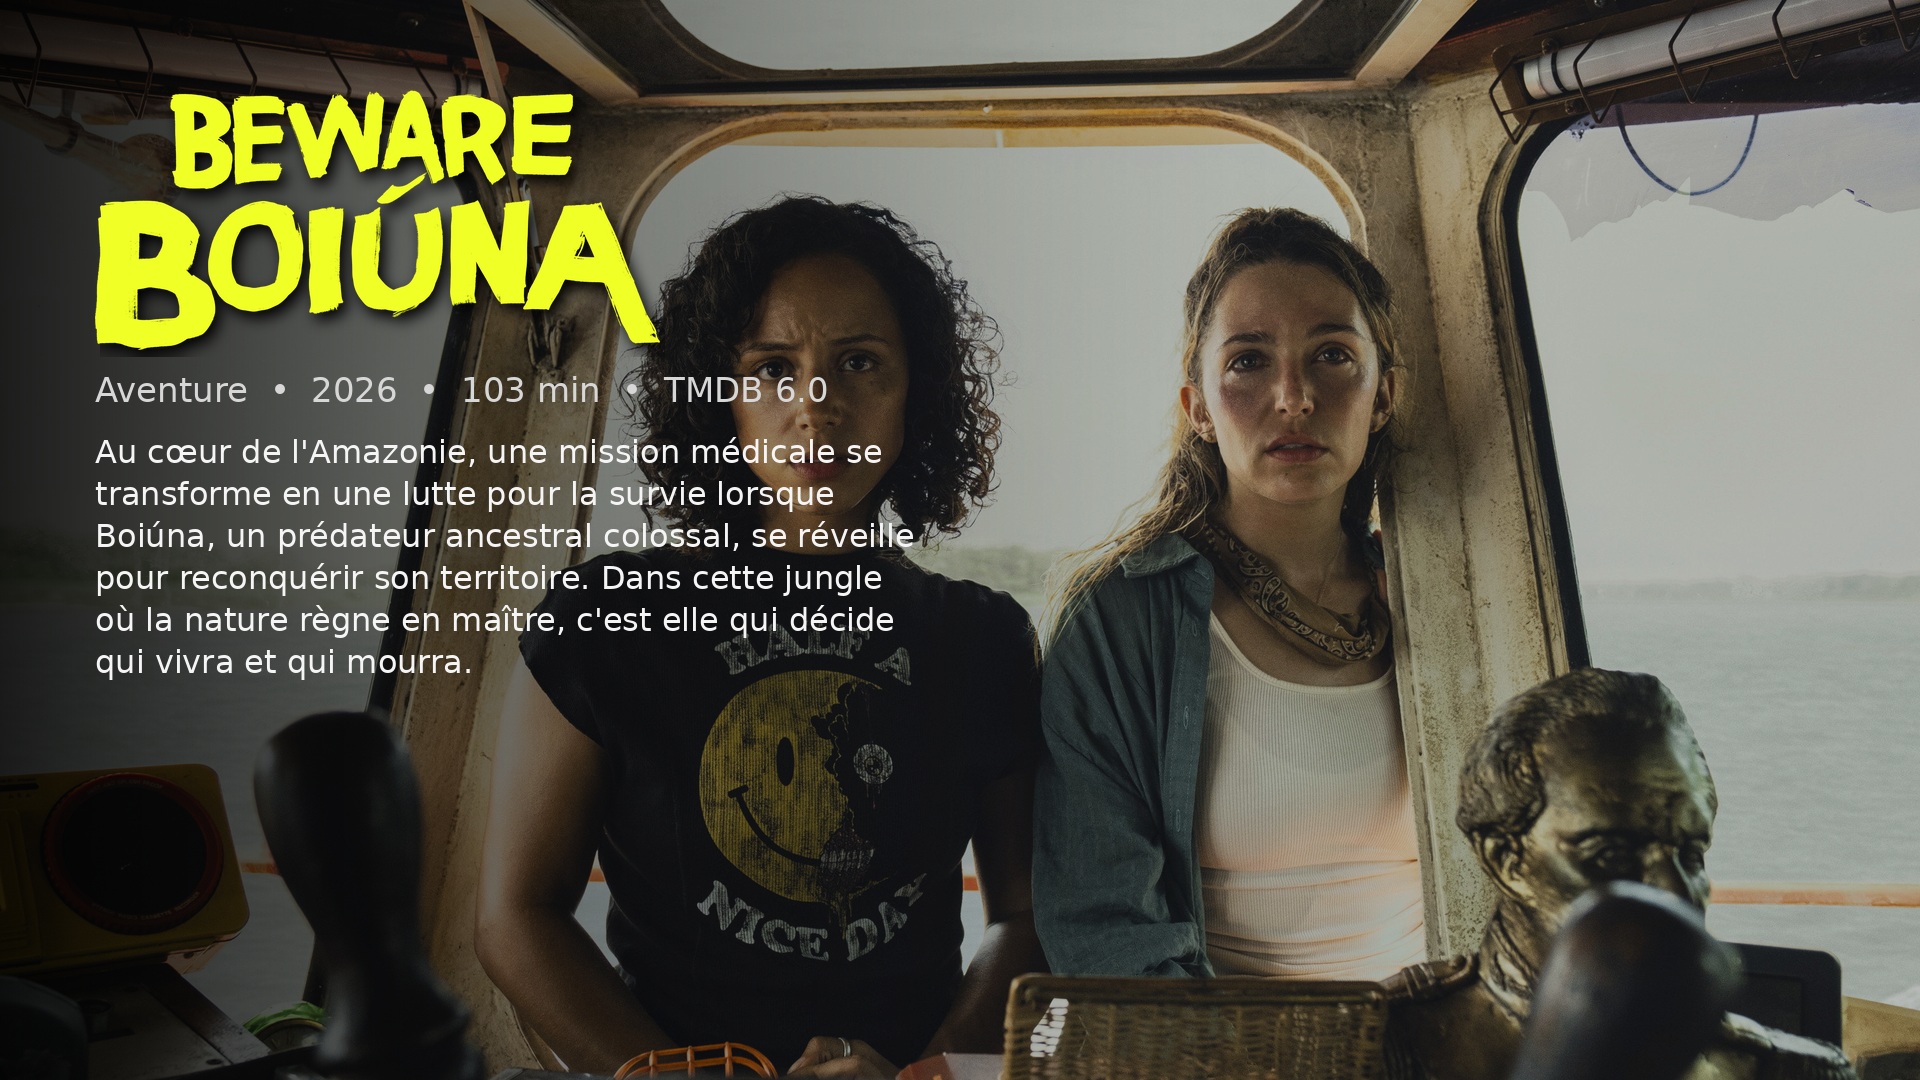 BEWARE
BOIÚNA
Aventure • 2026 • 103 min • TMDB 6.0
Au cœur de l'Amazonie, une mission médicale se
transforme en une lutte pour la survie lorsque
Boiúna, un prédateur ancestral colossal, se réveille
pour reconquérir son territoire. Dans cette jungle
où la nature règne en maître, c'est elle qui décide
qui vivra et qui mourra.
HALF A
NICE DAY